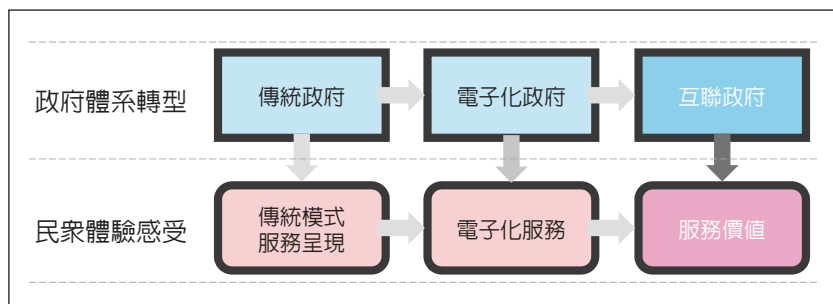 政府體系轉型
傳統政府
電子化政府
互聯政府
民眾體驗感受
傳統模式
服務呈現
電子化服務
服務價值